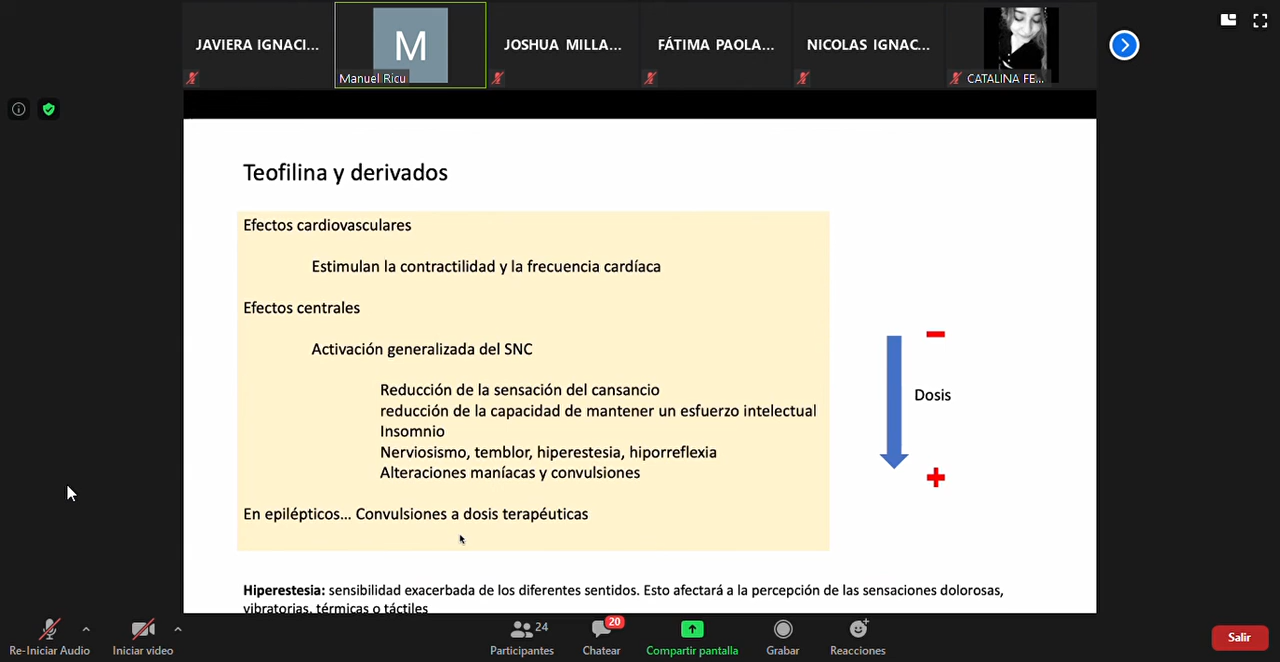 JAVIERA IGNACI...
M
Manuel Ricu
JOSHUA MILLA...
FÁTIMA PAOLA...
NICOLAS IGNAC...
CATALINA FE...
Teofilina y derivados
Efectos cardiovasculares
Estimulan la contractilidad y la frecuencia cardíaca
Efectos centrales
Activación generalizada del SNC
Reducción de la sensación del cansancio
reducción de la capacidad de mantener un esfuerzo intelectual
Insomnio
Nerviosismo, temblor, hiperestesia, hiporreflexia
Alteraciones maníacas y convulsiones
En epilépticos... Convulsiones a dosis terapéuticas
Dosis
Hiperestesia: sensibilidad exacerbada de los diferentes sentidos. Esto afectará a la percepción de las sensaciones dolorosas,
vibratorias, térmicas o táctiles
Re-Iniciar Audio
Iniciar video
24
Participantes
20
Chatear
Compartir pantalla
Grabar
Reacciones
Salir